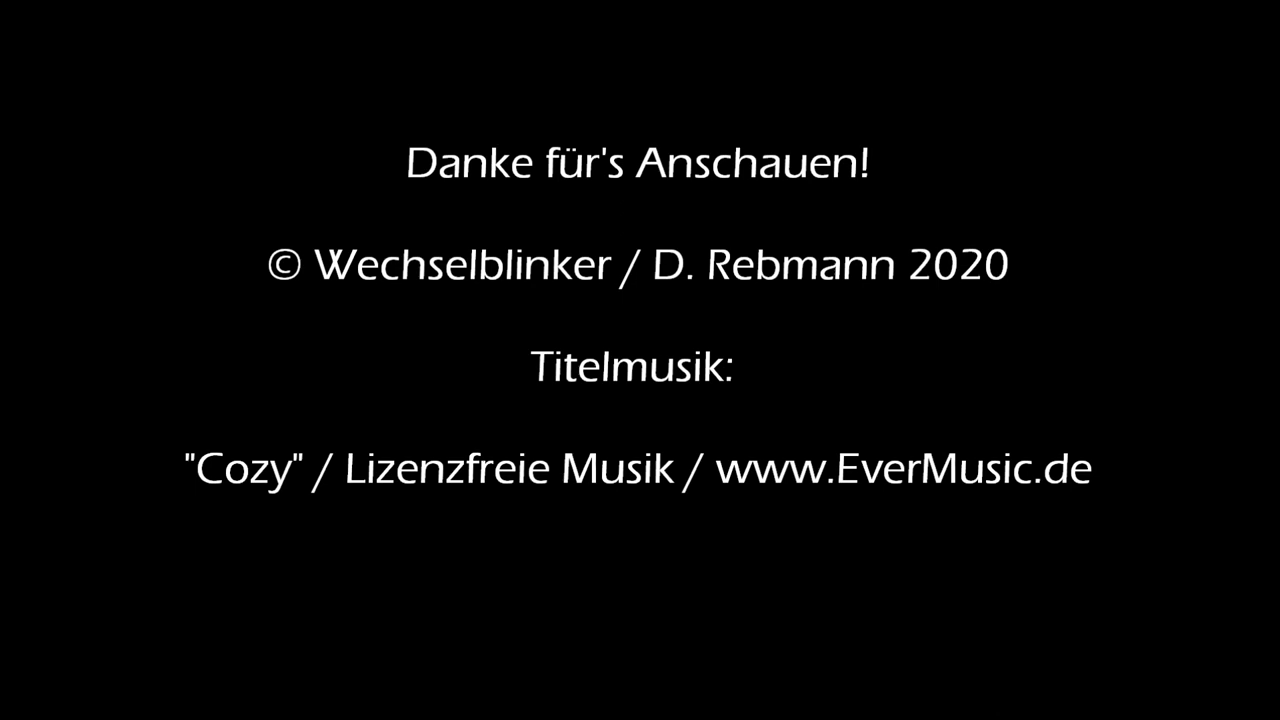 Danke für's Anschauen!
© Wechselblinker / D. Rebmann 2020
Titelmusik:
"Cozy" / Lizenzfreie Musik / www.EverMusic.de